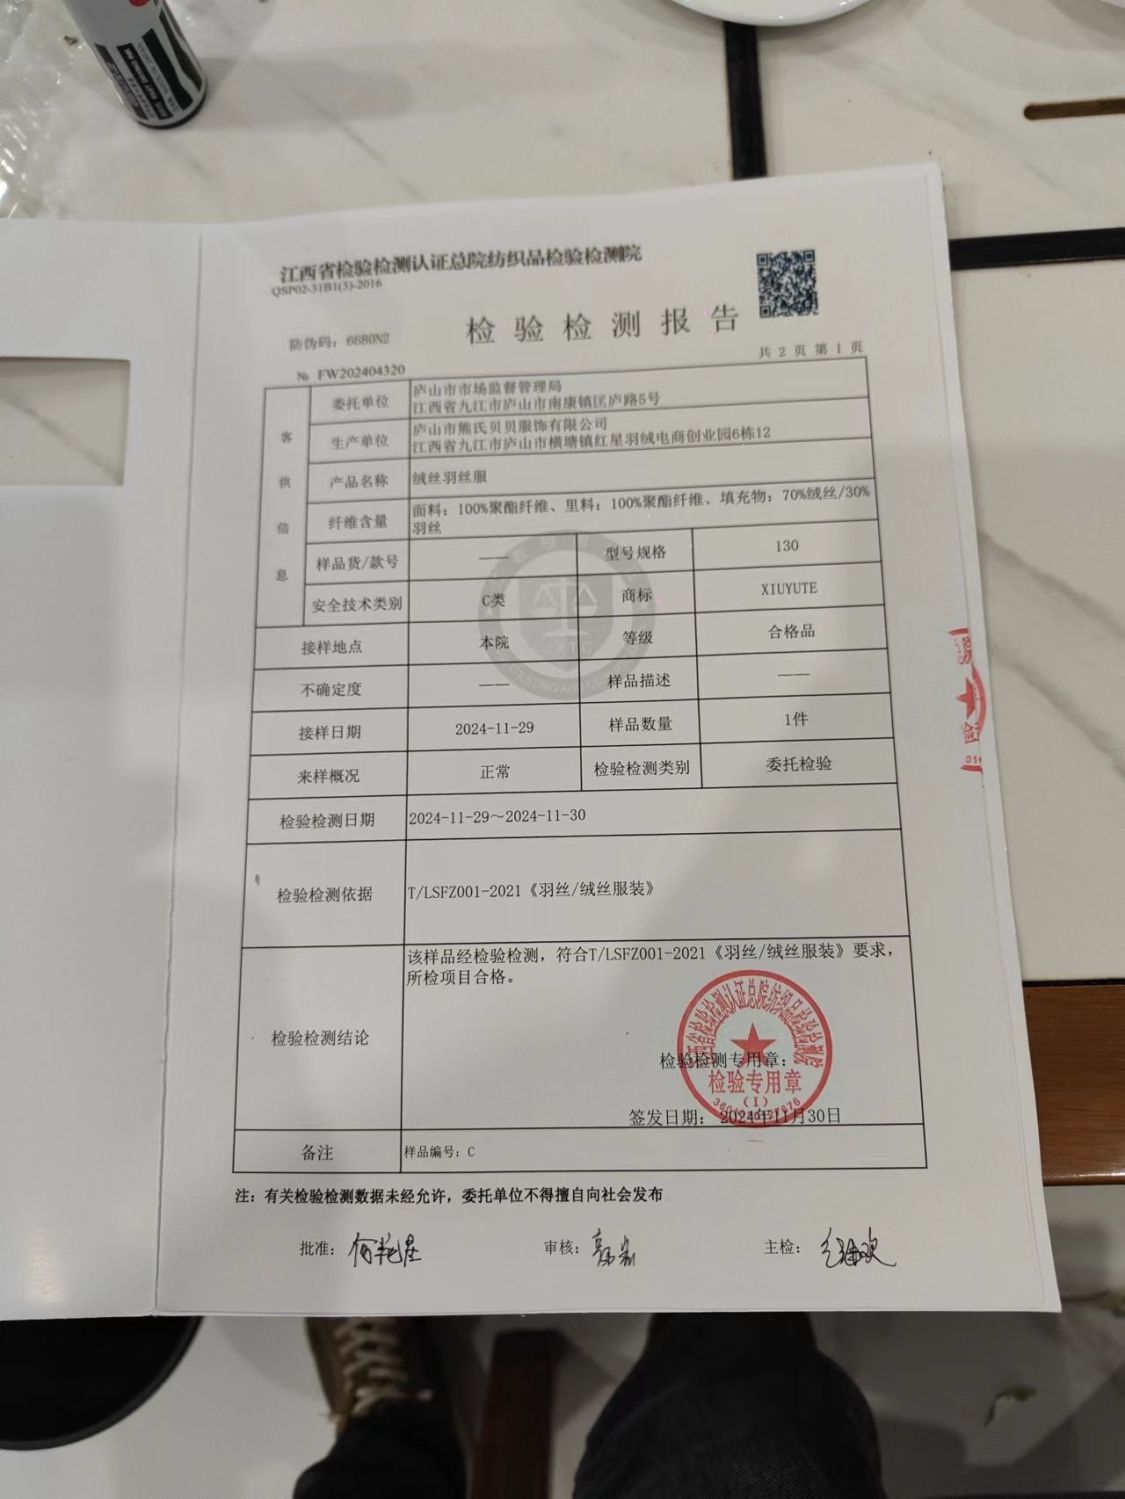 江西省检验检测认证总院纺织品检验检测院
QSP02-31B1(3)-2016
检验检测报告
防伪码：6680N2
共 2 页 第 1 页
№ FW202404320
客供信息
委托单位
庐山市市场监督管理局
江西省九江市庐山市南康镇匡庐路5号
生产单位
庐山市熊氏贝贝服饰有限公司
江西省九江市庐山市横塘镇红星羽绒电商创业园6栋12
产品名称
绒丝羽丝服
纤维含量
面料：100%聚酯纤维、里料：100%聚酯纤维、填充物：70%绒丝/30%
羽丝
样品货/款号 —— 型号规格 130
安全技术类别 C类 商标 XIUYUTE
接样地点 本院 等级 合格品
不确定度 —— 样品描述 ——
接样日期 2024-11-29 样品数量 1件
来样概况 正常 检验检测类别 委托检验
检验检测日期 2024-11-29～2024-11-30
检验检测依据 T/LSFZ001-2021《羽丝/绒丝服装》
检验检测结论
该样品经检验检测，符合T/LSFZ001-2021《羽丝/绒丝服装》要求，
所检项目合格。
检验检测专用章：
检验专用章
(I)
签发日期： 2024年11月30日
备注 样品编号：C
注：有关检验检测数据未经允许，委托单位不得擅自向社会发布
批准： 审核： 主检：